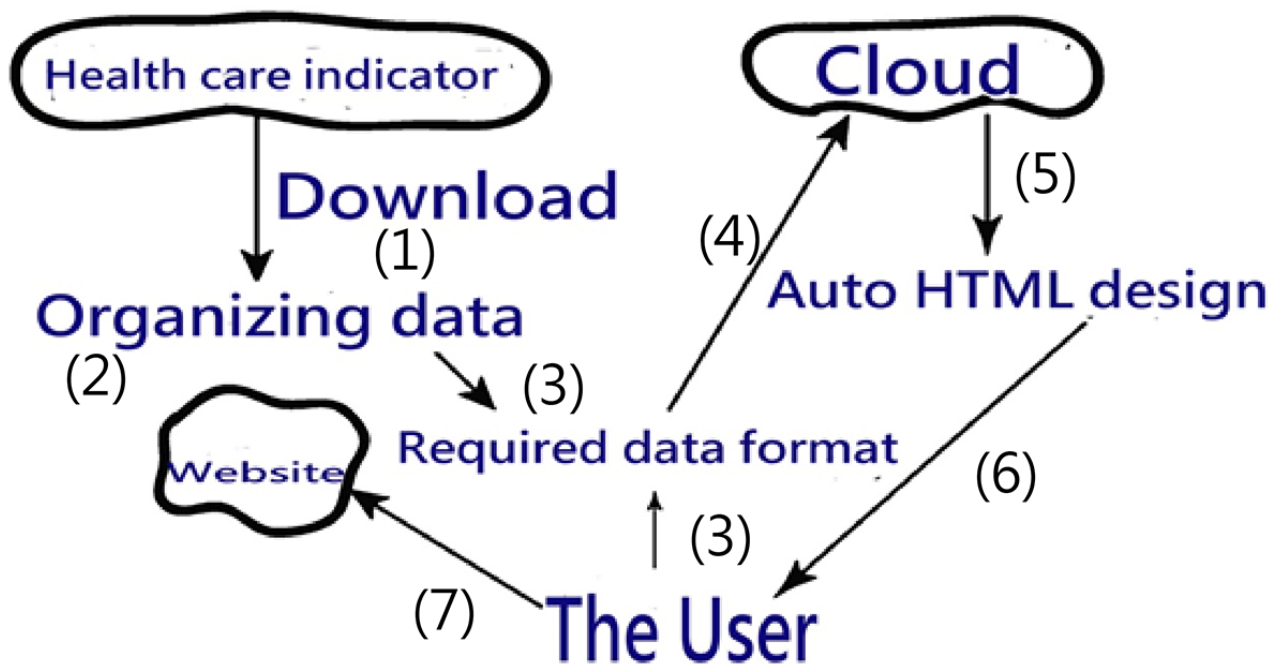 Health care indicator
Cloud
Download
(1)
(5)
(4)
Auto HTML design
Organizing data
(2)
(3)
Required data format
Website
(6)
(3)
(7)
The User